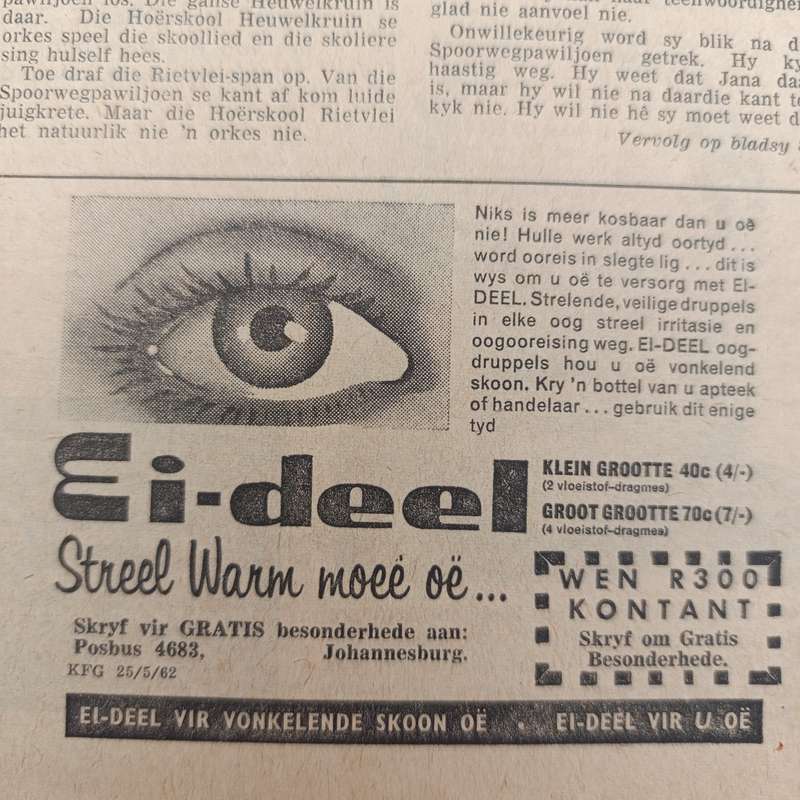 pawiljoen los. Die ganse Heuwelkruin is
daar. Die Hoërskool Heuwelkruin se
orkes speel die skoollied en die skoliere
sing hulself hees.
Toe draf die Rietvlei-span op. Van die
Spoorwegpawiljoen se kant af kom luide
juigkrete. Maar die Hoërskool Rietvlei
het natuurlik nie 'n orkes nie.
glad nie aanvoel nie.
Onwillekeurig word sy blik na d
Spoorwegpawiljoen getrek. Hy ky
haastig weg. Hy weet dat Jana daa
is, maar hy wil nie na daardie kant t
kyk nie. Hy wil nie hê sy moet weet d
Vervolg op bladsy
Niks is meer kosbaar dan u oë
nie! Hulle werk altyd oortyd ...
word ooreis in slegte lig ... dit is
wys om u oë te versorg met EI-
DEEL. Strelende, veilige druppels
in elke oog streel irritasie en
oogooreising weg. EI-DEEL oog-
druppels hou u oë vonkelend
skoon. Kry 'n bottel van u apteek
of handelaar ... gebruik dit enige
tyd
Ei-deel
KLEIN GROOTTE 40c (4/-)
(2 vloeistof-dragmes)
GROOT GROOTTE 70c (7/-)
(4 vloeistof-dragmes)
Streel Warm moeë oë...
WEN R300
KONTANT
Skryf om Gratis
Besonderhede.
Skryf vir GRATIS besonderhede aan:
Posbus 4683, Johannesburg.
KFG 25/5/62
EI-DEEL VIR VONKELENDE SKOON OË · EI-DEEL VIR U OË